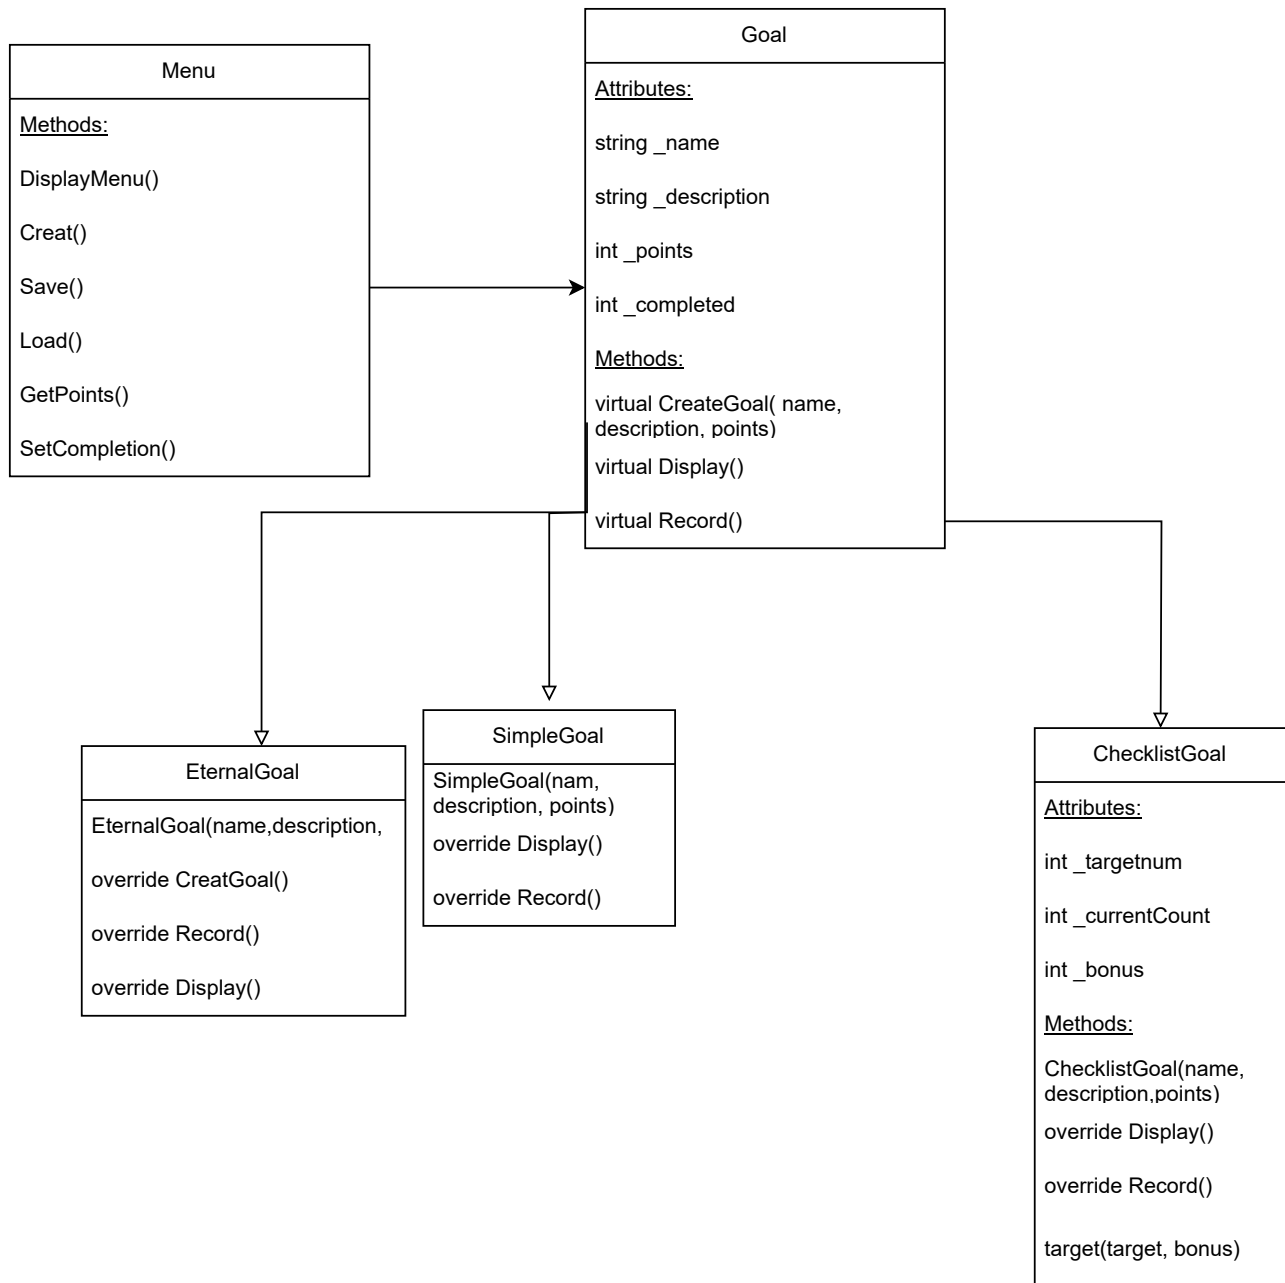 Menu
Methods:
DisplayMenu()
Creat()
Save()
Load()
GetPoints()
SetCompletion()
Goal
Attributes:
string _name
string _description
int _points
int _completed
Methods:
virtual CreateGoal( name,
description, points)
virtual Display()
virtual Record()
EternalGoal
EternalGoal(name,description,
override CreatGoal()
override Record()
override Display()
SimpleGoal
SimpleGoal(nam,
description, points)
override Display()
override Record()
ChecklistGoal
Attributes:
int _targetnum
int _currentCount
int _bonus
Methods:
ChecklistGoal(name,
description,points)
override Display()
override Record()
target(target, bonus)